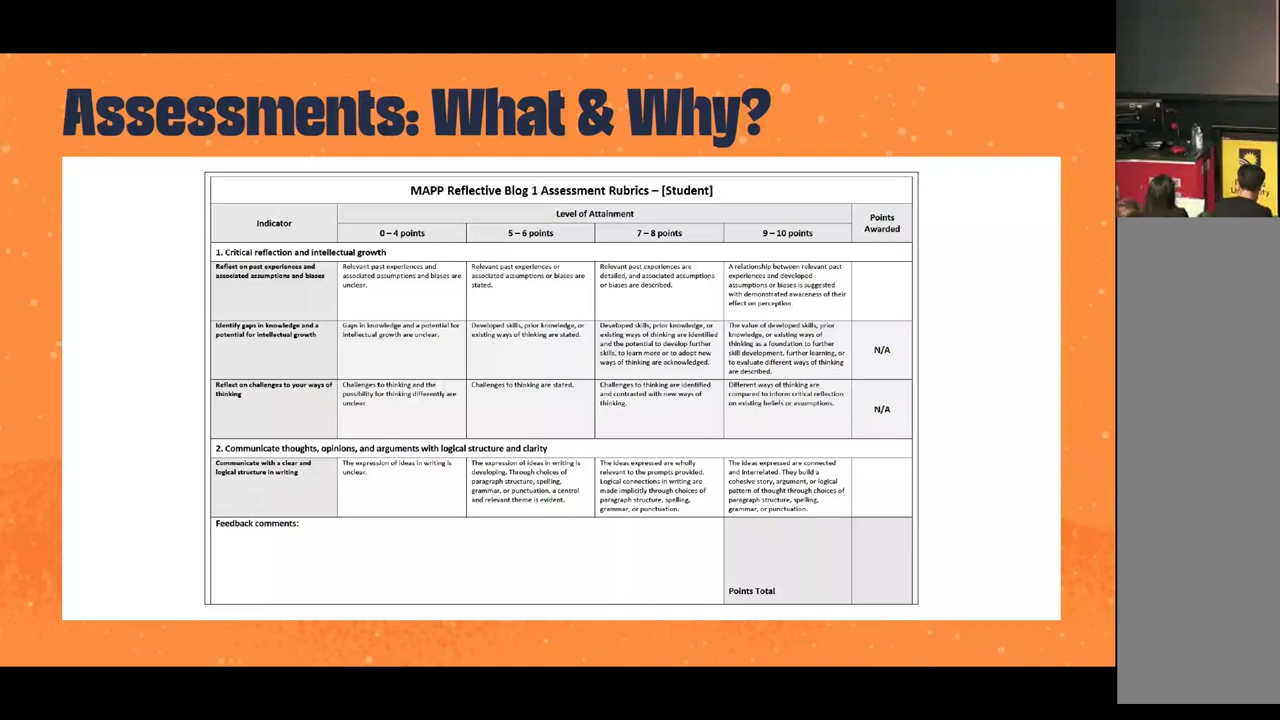 Assessments: What & Why?
MAPP Reflective Blog 1 Assessment Rubrics – [Student]
Indicator
Level of Attainment
Points
Awarded
0 – 4 points
5 – 6 points
7 – 8 points
9 – 10 points
1. Critical reflection and intellectual growth
Reflect on past experiences and
associated assumptions and biases
Relevant past experiences and
associated assumptions and biases are
unclear.
Relevant past experiences or
associated assumptions or biases are
stated.
Relevant past experiences are
detailed, and associated assumptions
or biases are described.
A relationship between relevant past
experiences and developed
assumptions or biases is suggested
with demonstrated awareness of their
effect on perception.
Identify gaps in knowledge and a
potential for intellectual growth
Gaps in knowledge and a potential for
intellectual growth are unclear.
Developed skills, prior knowledge, or
existing ways of thinking are stated.
Developed skills, prior knowledge, or
existing ways of thinking are identified
and the potential to develop further
skills, to learn more or to adopt new
ways of thinking are acknowledged.
The value of developed skills, prior
knowledge, or existing ways of
thinking as a foundation to further
skill development, further learning, or
to evaluate different ways of thinking
are described.
N/A
Reflect on challenges to your ways of
thinking
Challenges to thinking and the
possibility for thinking differently are
unclear.
Challenges to thinking are stated.
Challenges to thinking are identified
and contrasted with new ways of
thinking.
Different ways of thinking are
compared to inform critical reflection
on existing beliefs or assumptions.
N/A
2. Communicate thoughts, opinions, and arguments with logical structure and clarity
Communicate with a clear and
logical structure in writing
The expression of ideas in writing is
unclear.
The expression of ideas in writing is
developing. Through choices of
paragraph structure, spelling,
grammar, or punctuation, a central
and relevant theme is evident.
The ideas expressed are wholly
relevant to the prompts provided.
Logical connections in writing are
made implicitly through choices of
paragraph structure, spelling,
grammar, or punctuation.
The ideas expressed are connected
and interrelated. They build a
cohesive story, argument, or logical
pattern of thought through choices of
paragraph structure, spelling,
grammar, or punctuation.
Feedback comments:
Points Total